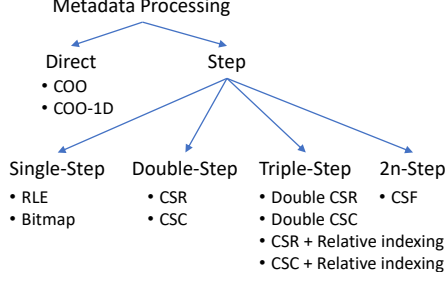 Metadata Processing
Direct
Step
• COO
• COO-1D
Single-Step
Double-Step
Triple-Step
2n-Step
• RLE
• Bitmap
• CSR
• CSC
• Double CSR
• Double CSC
• CSR + Relative indexing
• CSC + Relative indexing
• CSF